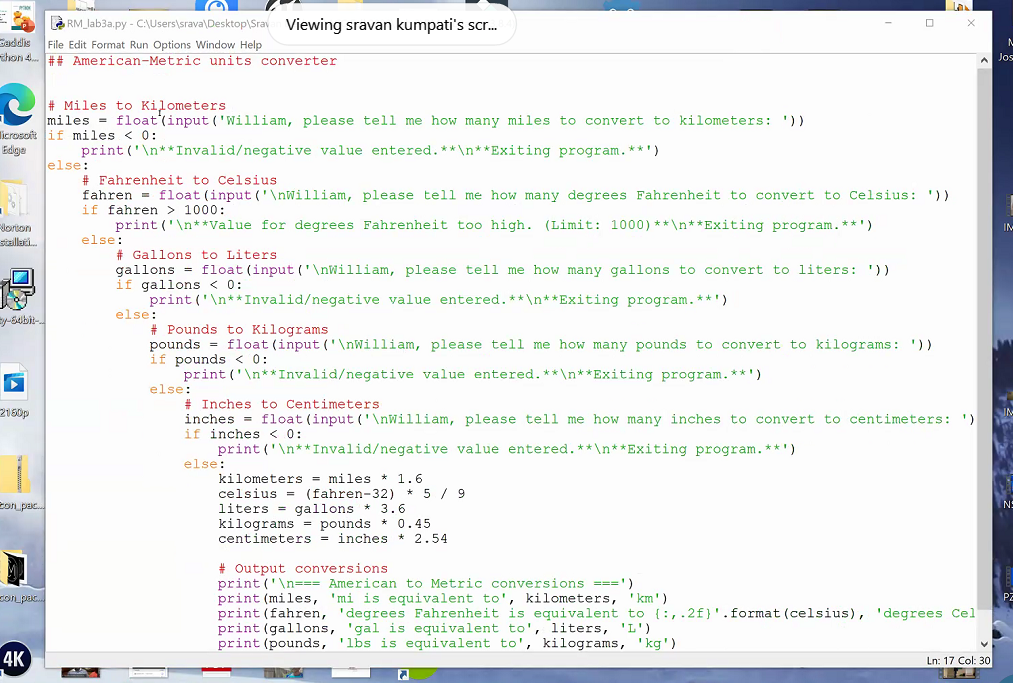 RM_lab3a.py - C:\Users\srava\Desktop\Srav
Viewing sravan kumpati's scr...
File Edit Format Run Options Window Help
## American-Metric units converter
# Miles to Kilometers
miles = float(input('William, please tell me how many miles to convert to kilometers: '))
if miles < 0:
    print('\n**Invalid/negative value entered.**\n**Exiting program.**')
else:
    # Fahrenheit to Celsius
    fahren = float(input('\nWilliam, please tell me how many degrees Fahrenheit to convert to Celsius: '))
    if fahren > 1000:
        print('\n**Value for degrees Fahrenheit too high. (Limit: 1000)**\n**Exiting program.**')
    else:
        # Gallons to Liters
        gallons = float(input('\nWilliam, please tell me how many gallons to convert to liters: '))
        if gallons < 0:
            print('\n**Invalid/negative value entered.**\n**Exiting program.**')
        else:
            # Pounds to Kilograms
            pounds = float(input('\nWilliam, please tell me how many pounds to convert to kilograms: '))
            if pounds < 0:
                print('\n**Invalid/negative value entered.**\n**Exiting program.**')
            else:
                # Inches to Centimeters
                inches = float(input('\nWilliam, please tell me how many inches to convert to centimeters: ')
                if inches < 0:
                    print('\n**Invalid/negative value entered.**\n**Exiting program.**')
                else:
                    kilometers = miles * 1.6
                    celsius = (fahren-32) * 5 / 9
                    liters = gallons * 3.6
                    kilograms = pounds * 0.45
                    centimeters = inches * 2.54
                    # Output conversions
                    print('\n=== American to Metric conversions ===')
                    print(miles, 'mi is equivalent to', kilometers, 'km')
                    print(fahren, 'degrees Fahrenheit is equivalent to {:,.2f}'.format(celsius), 'degrees Cel
                    print(gallons, 'gal is equivalent to', liters, 'L')
                    print(pounds, 'lbs is equivalent to', kilograms, 'kg')
Ln: 17 Col: 30
Gaddis
thon 4...
Microsoft
Edge
Norton
stallati...
ty-64bit-...
2160p
con_pac...
con_pac...
4K